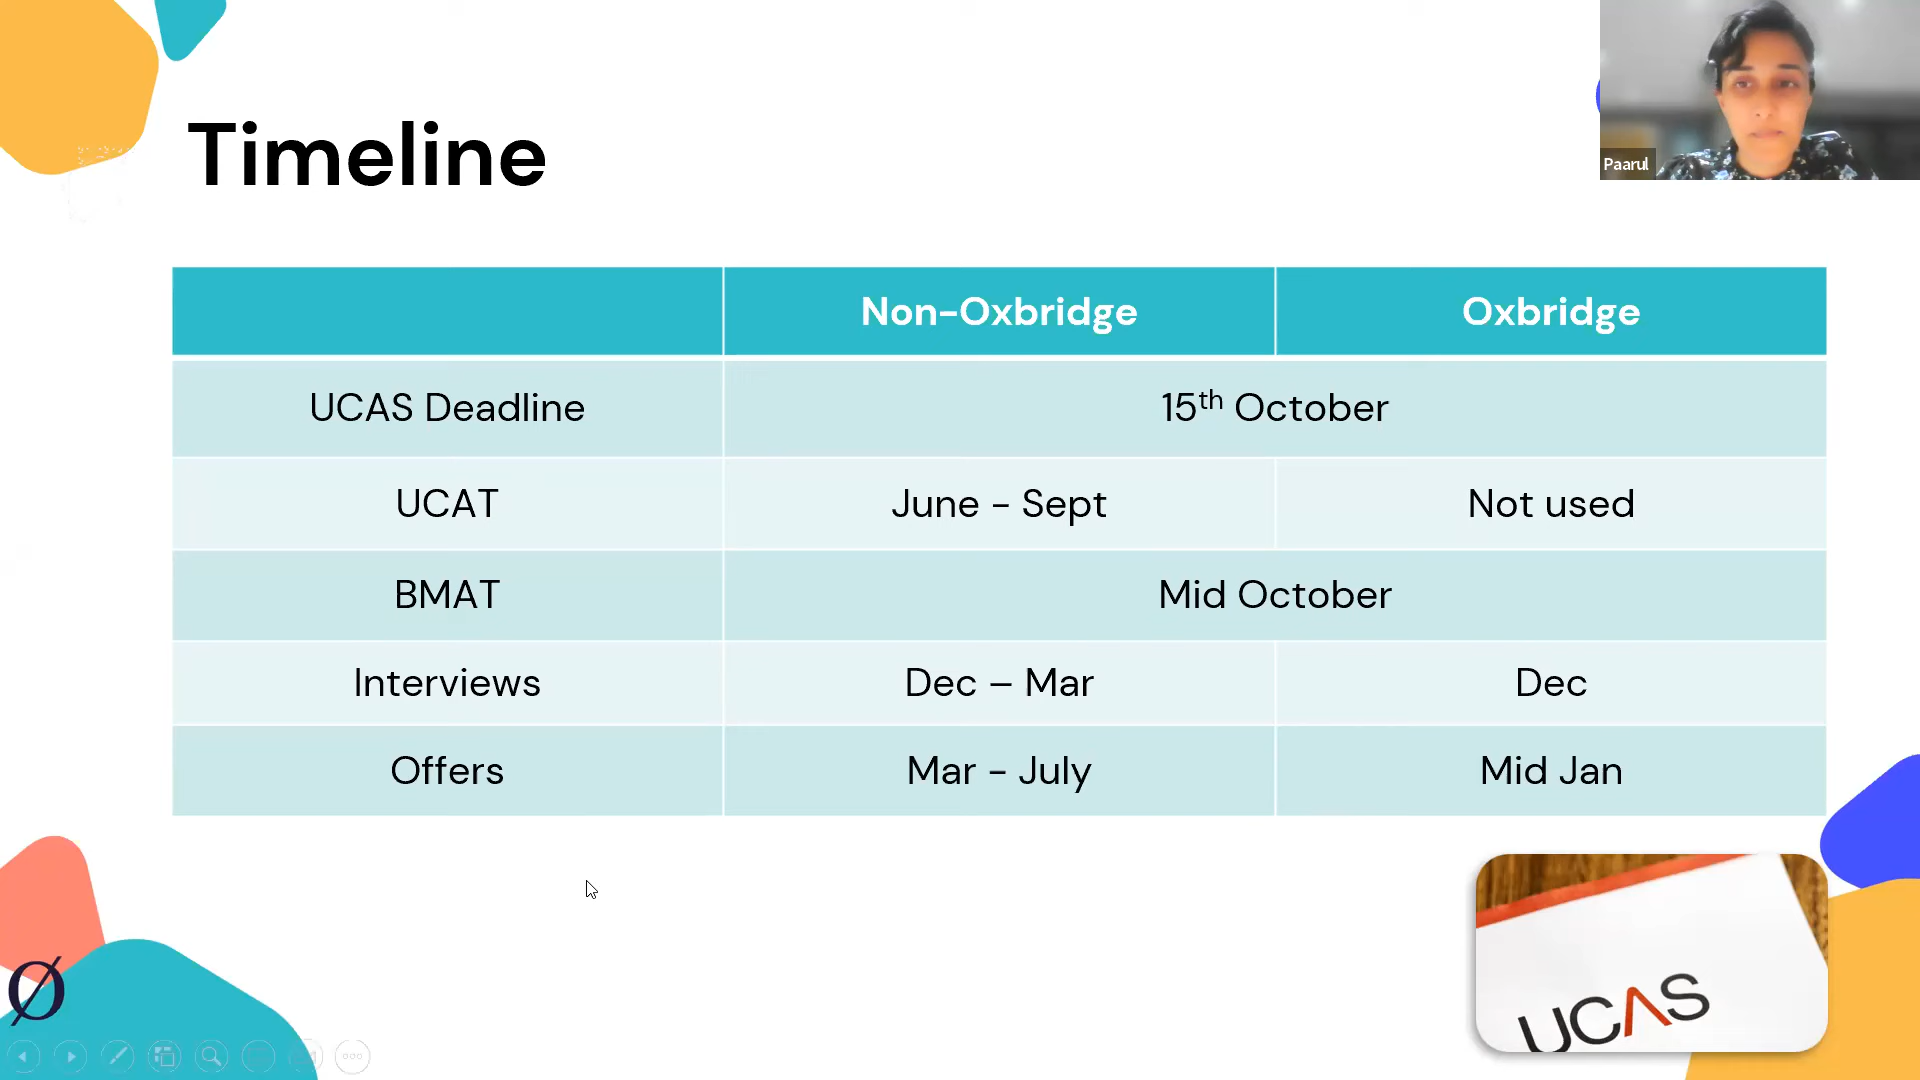 Timeline
Paarul
Non-Oxbridge Oxbridge
UCAS Deadline 15th October
UCAT June - Sept Not used
BMAT Mid October
Interviews Dec – Mar Dec
Offers Mar - July Mid Jan
UCAS
Ø